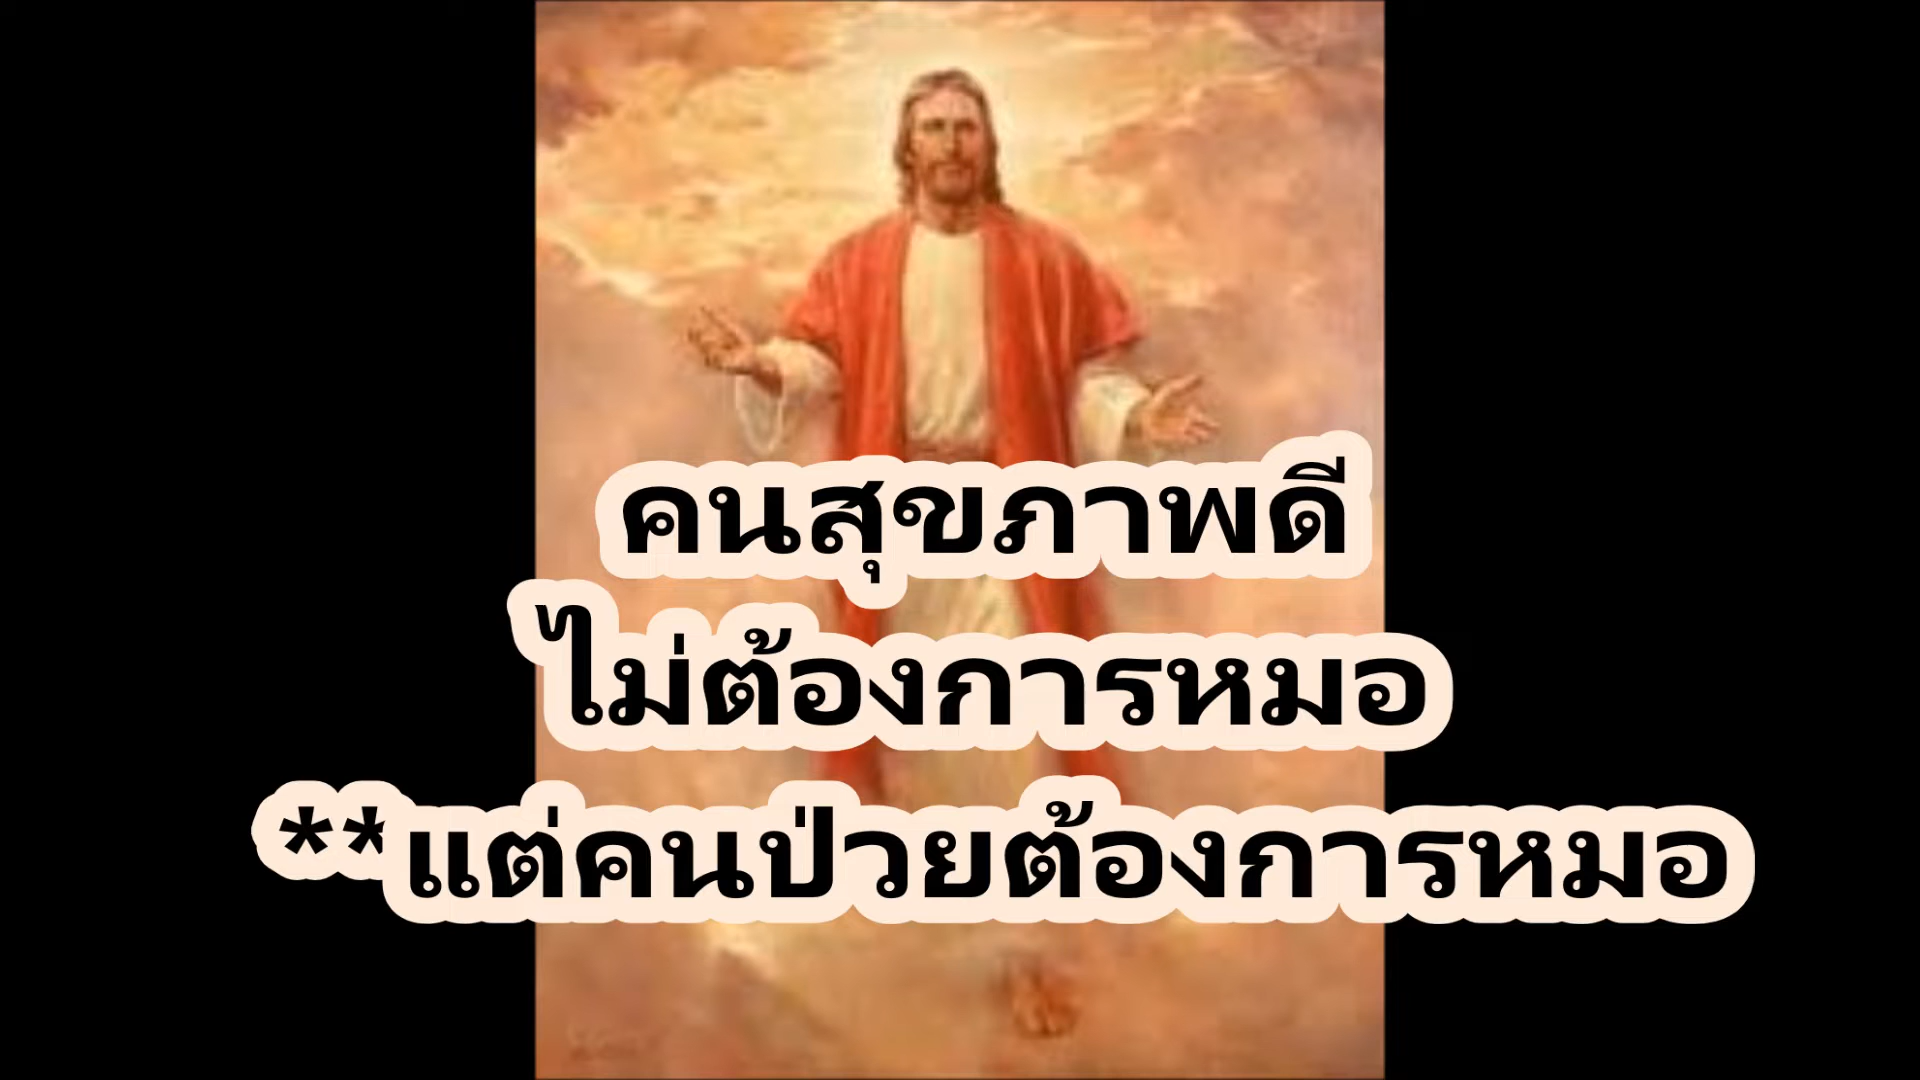 คนสุขภาพดี
ไม่ต้องการหมอ
**แต่คนป่วยต้องการหมอ